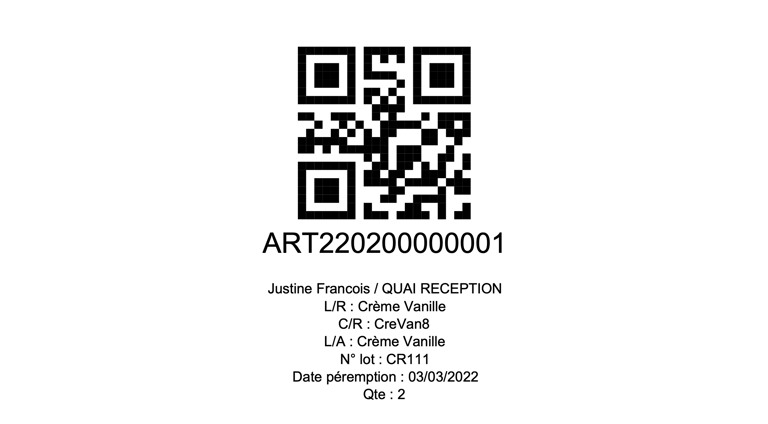 ART220200000001
Justine Francois / QUAI RECEPTION
L/R : Crème Vanille
C/R : CreVan8
L/A : Crème Vanille
N° lot : CR111
Date péremption : 03/03/2022
Qte : 2